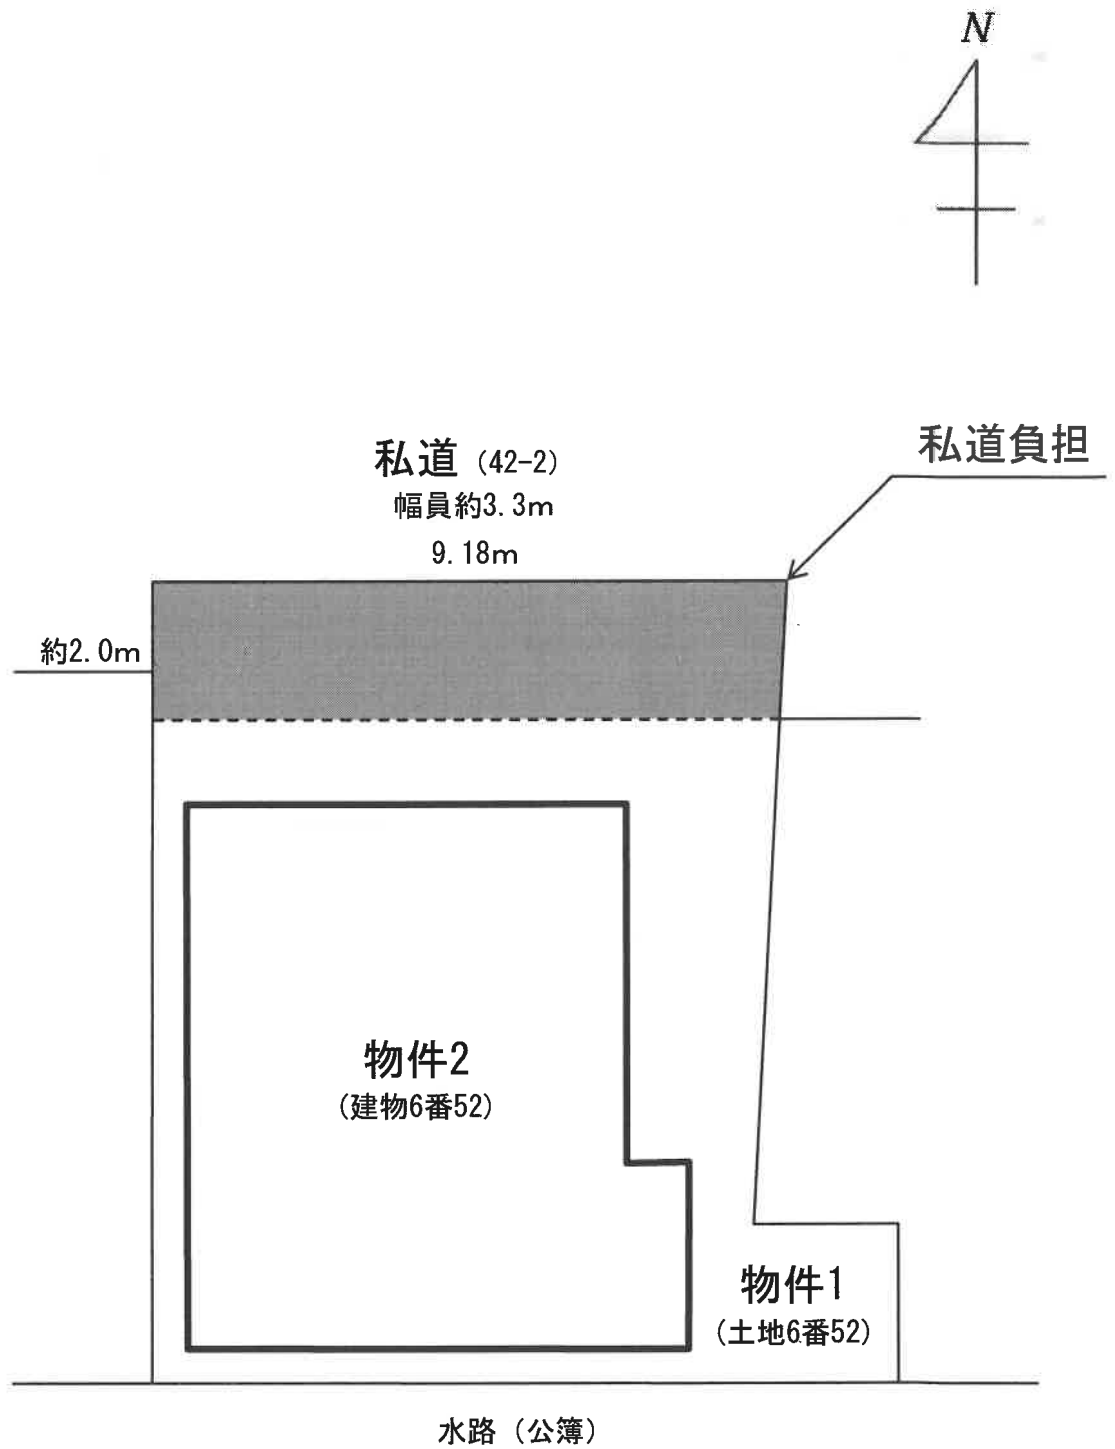 N
私道負担
私道 (42-2)
幅員約3.3m
9.18m
約2.0m
物件2
(建物6番52)
物件1
(土地6番52)
水路 (公簿)